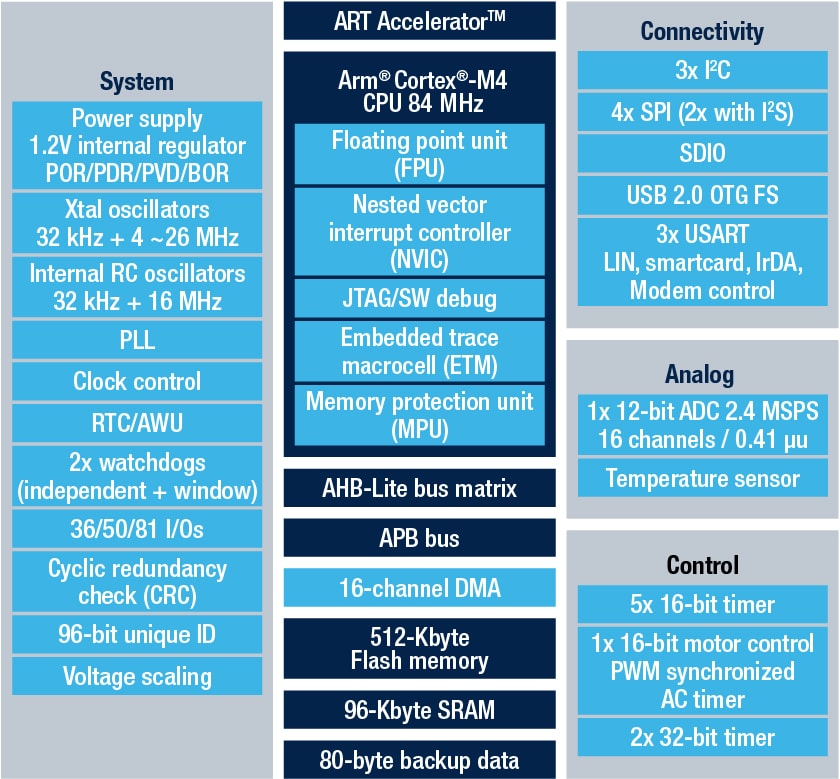 System
Power supply
1.2V internal regulator
POR/PDR/PVD/BOR
Xtal oscillators
32 kHz + 4 ~26 MHz
Internal RC oscillators
32 kHz + 16 MHz
PLL
Clock control
RTC/AWU
2x watchdogs
(independent + window)
36/50/81 I/Os
Cyclic redundancy
check (CRC)
96-bit unique ID
Voltage scaling
ART Accelerator™
Arm® Cortex®-M4
CPU 84 MHz
Floating point unit
(FPU)
Nested vector
interrupt controller
(NVIC)
JTAG/SW debug
Embedded trace
macrocell (ETM)
Memory protection unit
(MPU)
AHB-Lite bus matrix
APB bus
16-channel DMA
512-Kbyte
Flash memory
96-Kbyte SRAM
80-byte backup data
Connectivity
3x I²C
4x SPI (2x with I²S)
SDIO
USB 2.0 OTG FS
3x USART
LIN, smartcard, IrDA,
Modem control
Analog
1x 12-bit ADC 2.4 MSPS
16 channels / 0.41 µu
Temperature sensor
Control
5x 16-bit timer
1x 16-bit motor control
PWM synchronized
AC timer
2x 32-bit timer